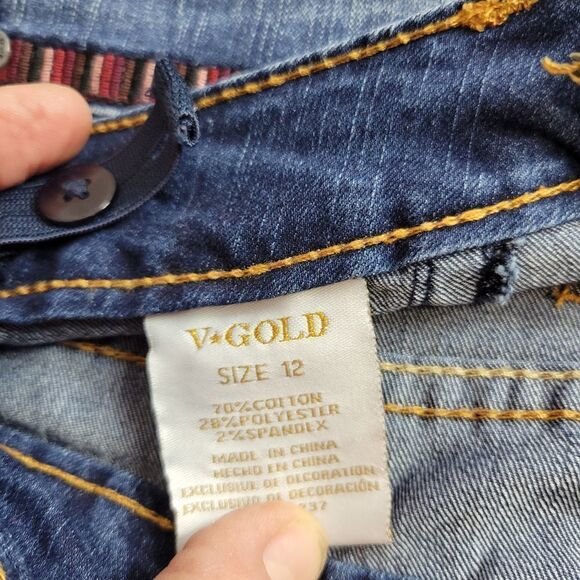 V★GOLD
SIZE 12
70%COTTON
28%POLYESTER
2%SPANDEX
MADE IN CHINA
HECHO EN CHINA
EXCLUSIVE OF DECORATION
EXCLUSIVO DE DECORACIÓN